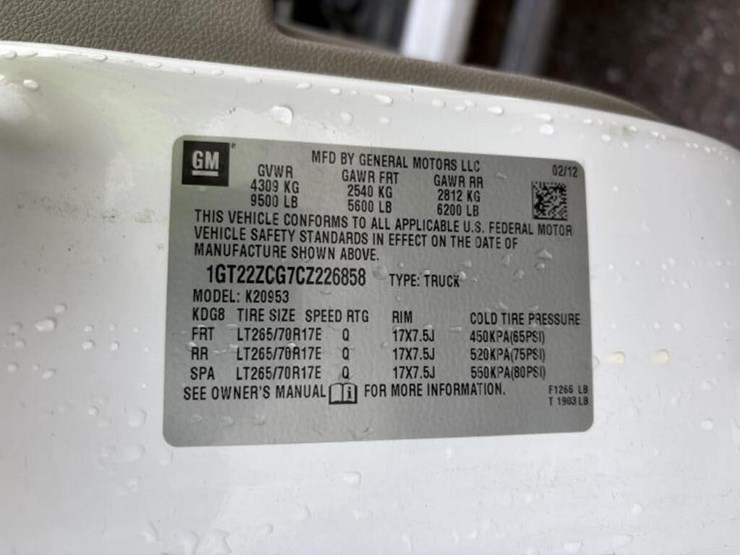 GM
MFD BY GENERAL MOTORS LLC 02/12
GVWR GAWR FRT GAWR RR
4309 KG 2540 KG 2812 KG
9500 LB 5600 LB 6200 LB
THIS VEHICLE CONFORMS TO ALL APPLICABLE U.S. FEDERAL MOTOR
VEHICLE SAFETY STANDARDS IN EFFECT ON THE DATE OF
MANUFACTURE SHOWN ABOVE.
1GT22ZCG7CZ226858 TYPE: TRUCK
MODEL: K20953
KDG8 TIRE SIZE SPEED RTG RIM COLD TIRE PRESSURE
FRT LT265/70R17E Q 17X7.5J 450KPA(65PSI)
RR LT265/70R17E Q 17X7.5J 520KPA(75PSI)
SPA LT265/70R17E Q 17X7.5J 550KPA(80PSI)
SEE OWNER'S MANUAL i FOR MORE INFORMATION.
F1266 LB
T 1903 LB